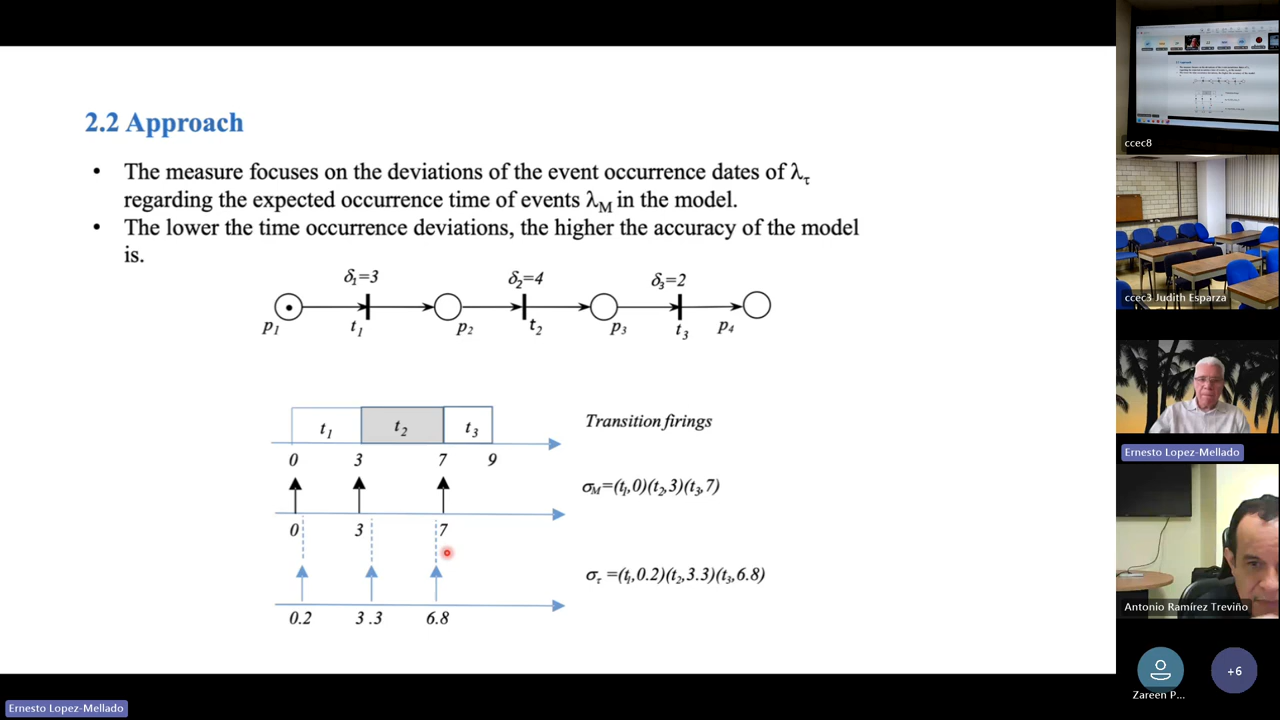 2.2 Approach
• The measure focuses on the deviations of the event occurrence dates of λτ
regarding the expected occurrence time of events λM in the model.
• The lower the time occurrence deviations, the higher the accuracy of the model
is.
δ1=3 δ2=4 δ3=2
p1 t1 p2 t2 p3 t3 p4
t1 t2 t3 Transition firings
0 3 7 9
σM=(t1,0)(t2,3)(t3,7)
0 3 7
στ =(t1,0.2)(t2,3.3)(t3,6.8)
0.2 3.3 6.8
Ernesto Lopez-Mellado
ccec8
ccec3 Judith Esparza
Ernesto Lopez-Mellado
Antonio Ramírez Treviño
Zareen P...
+6